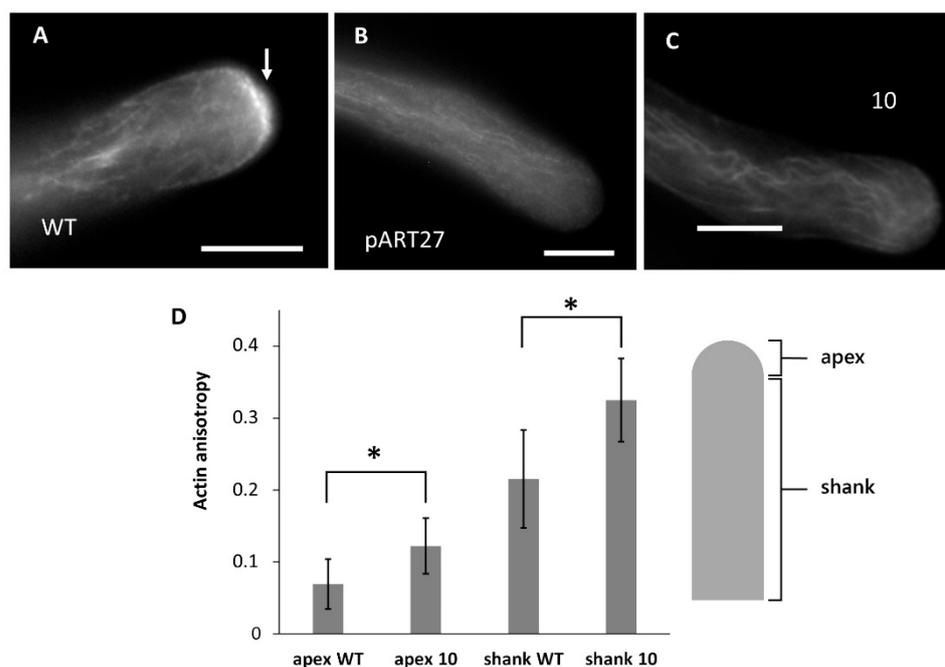 A
B
C
10
WT
pART27
D
*
*
0.4
0.3
0.2
0.1
0
Actin anisotropy
apex WT apex 10 shank WT shank 10
apex
shank